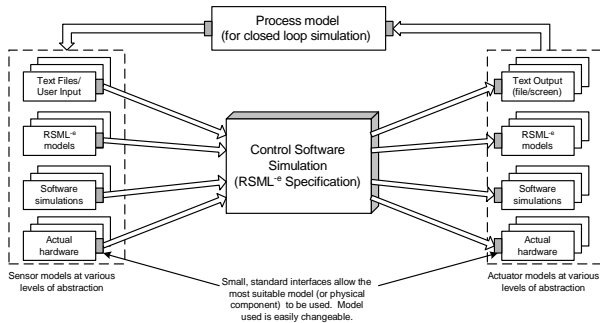 Process model
(for closed loop simulation)
Text Files/
User Input
RSML-e
models
Software
simulations
Actual
hardware
Sensor models at various
levels of abstraction
Control Software
Simulation
(RSML-e Specification)
Small, standard interfaces allow the
most suitable model (or physical
component) to be used. Model
used is easily changeable.
Text Output
(file/screen)
RSML-e
models
Software
simulations
Actual
hardware
Actuator models at various
levels of abstraction